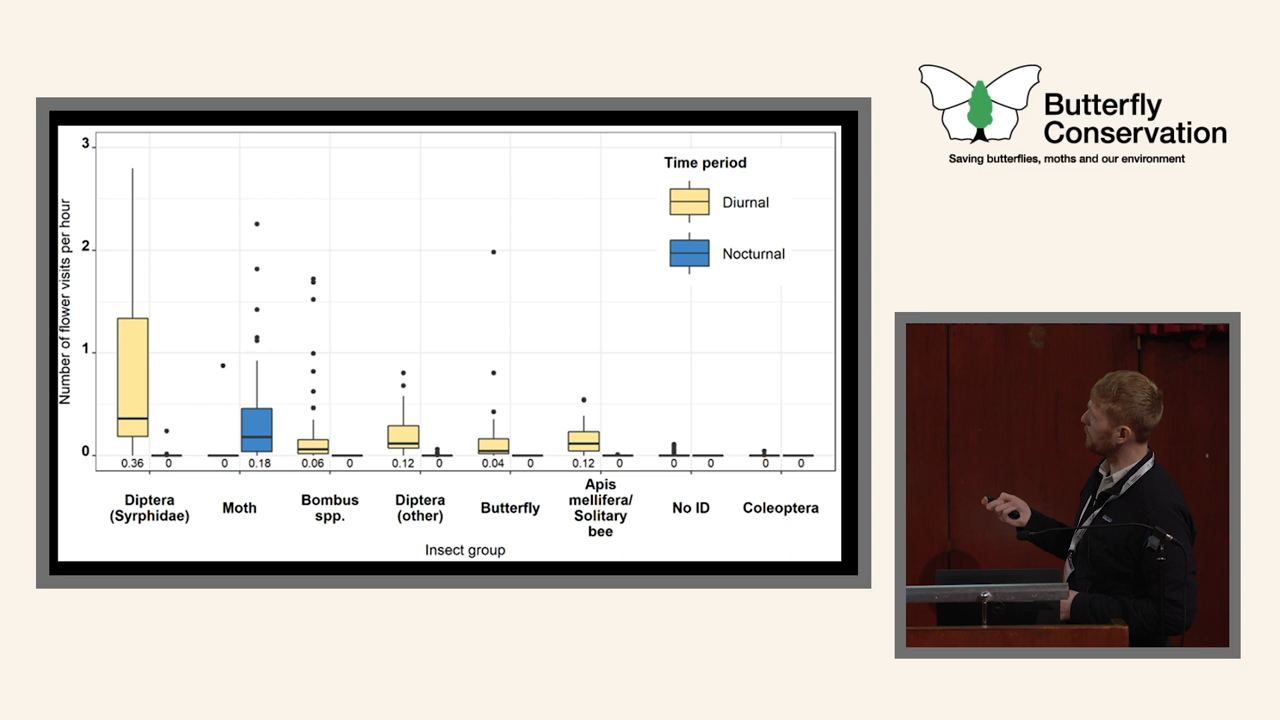 Butterfly
Conservation
Saving butterflies, moths and our environment
Number of flower visits per hour
3
2
1
0
Time period
Diurnal
Nocturnal
0.36 0 0 0.18 0.06 0 0.12 0 0.04 0 0.12 0 0 0 0 0
Diptera
(Syrphidae)
Moth
Bombus
spp.
Diptera
(other)
Butterfly
Apis
mellifera/
Solitary
bee
No ID
Coleoptera
Insect group